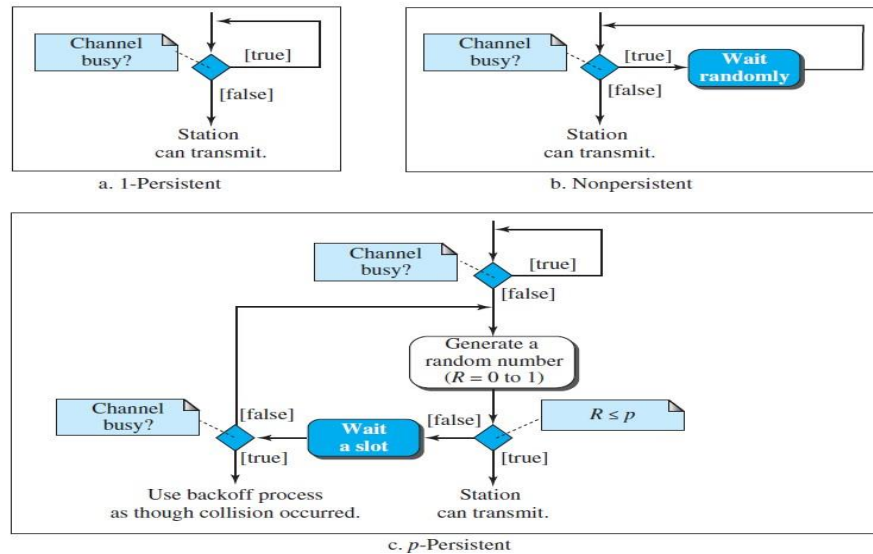 Channel
busy?
[true]
[false]
Station
can transmit.
a. 1-Persistent
Channel
busy?
[true]
Wait
randomly
[false]
Station
can transmit.
b. Nonpersistent
Channel
busy?
[true]
[false]
Generate a
random number
(R = 0 to 1)
Channel
busy?
[false]
Wait
a slot
[false]
R ≤ p
[true]
[true]
Use backoff process
as though collision occurred.
Station
can transmit.
c. p-Persistent